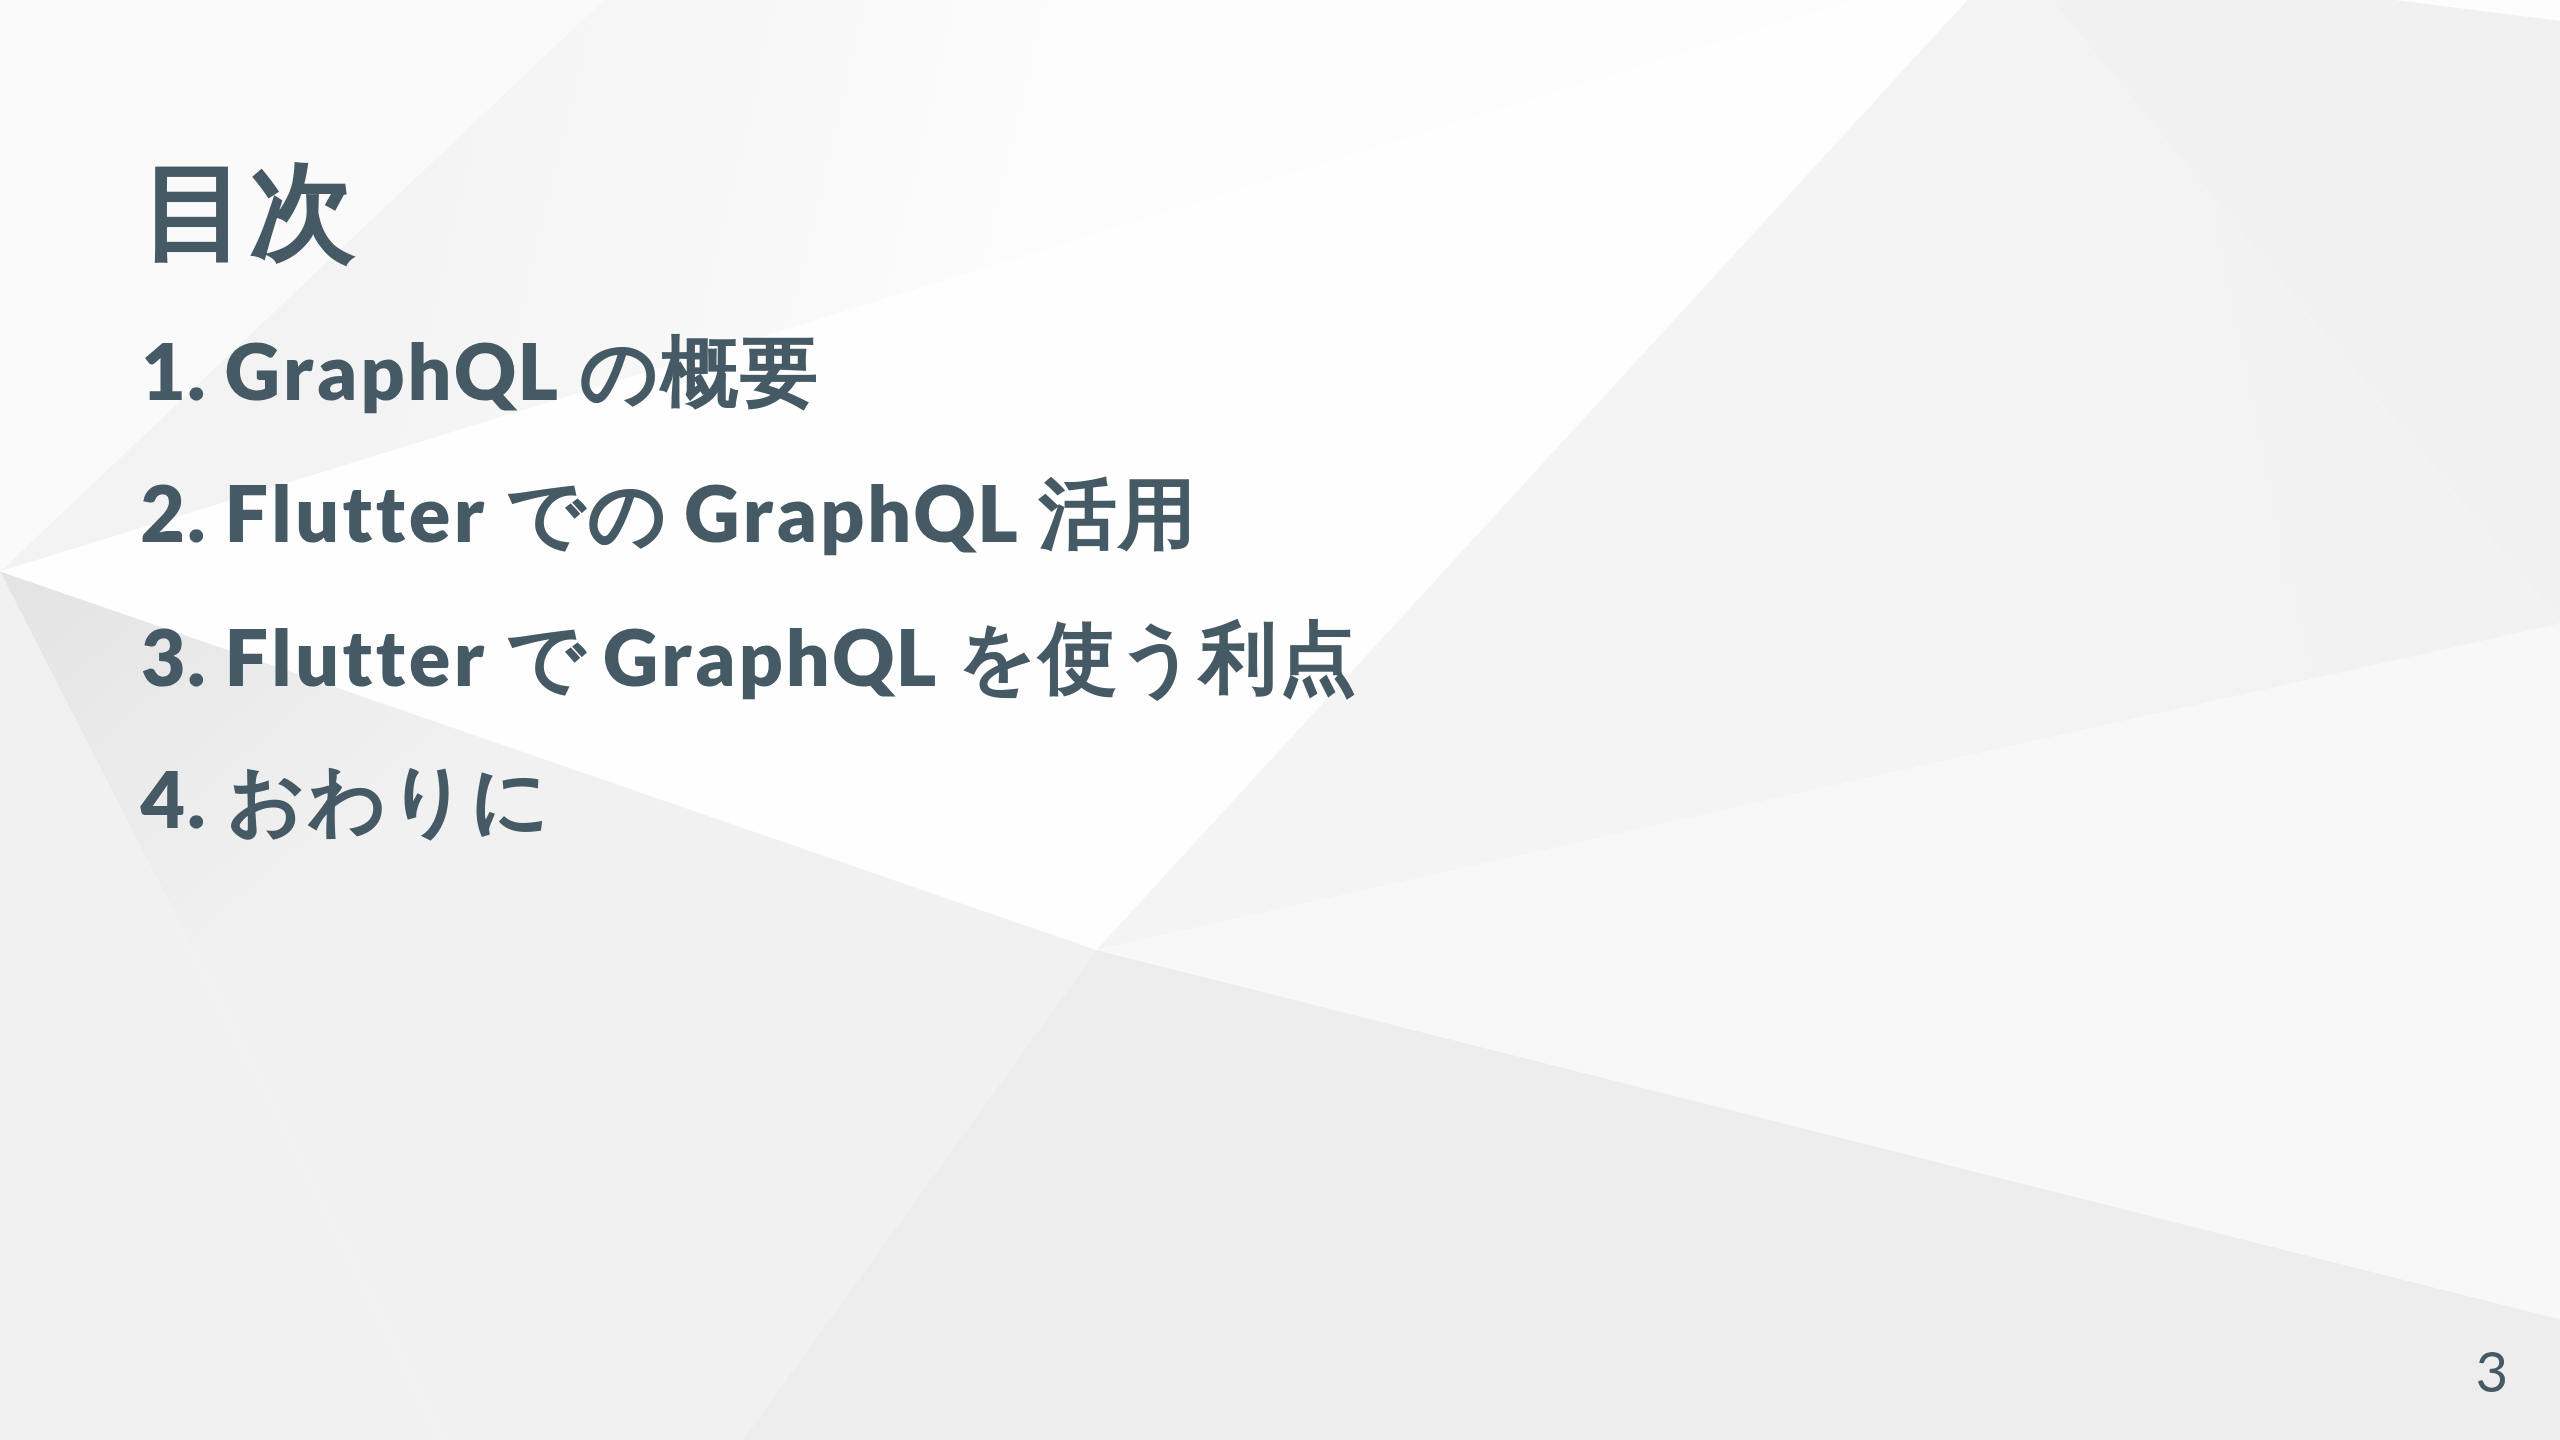 目次
1. GraphQL の概要
2. Flutter での GraphQL 活用
3. Flutter で GraphQL を使う利点
4. おわりに
3